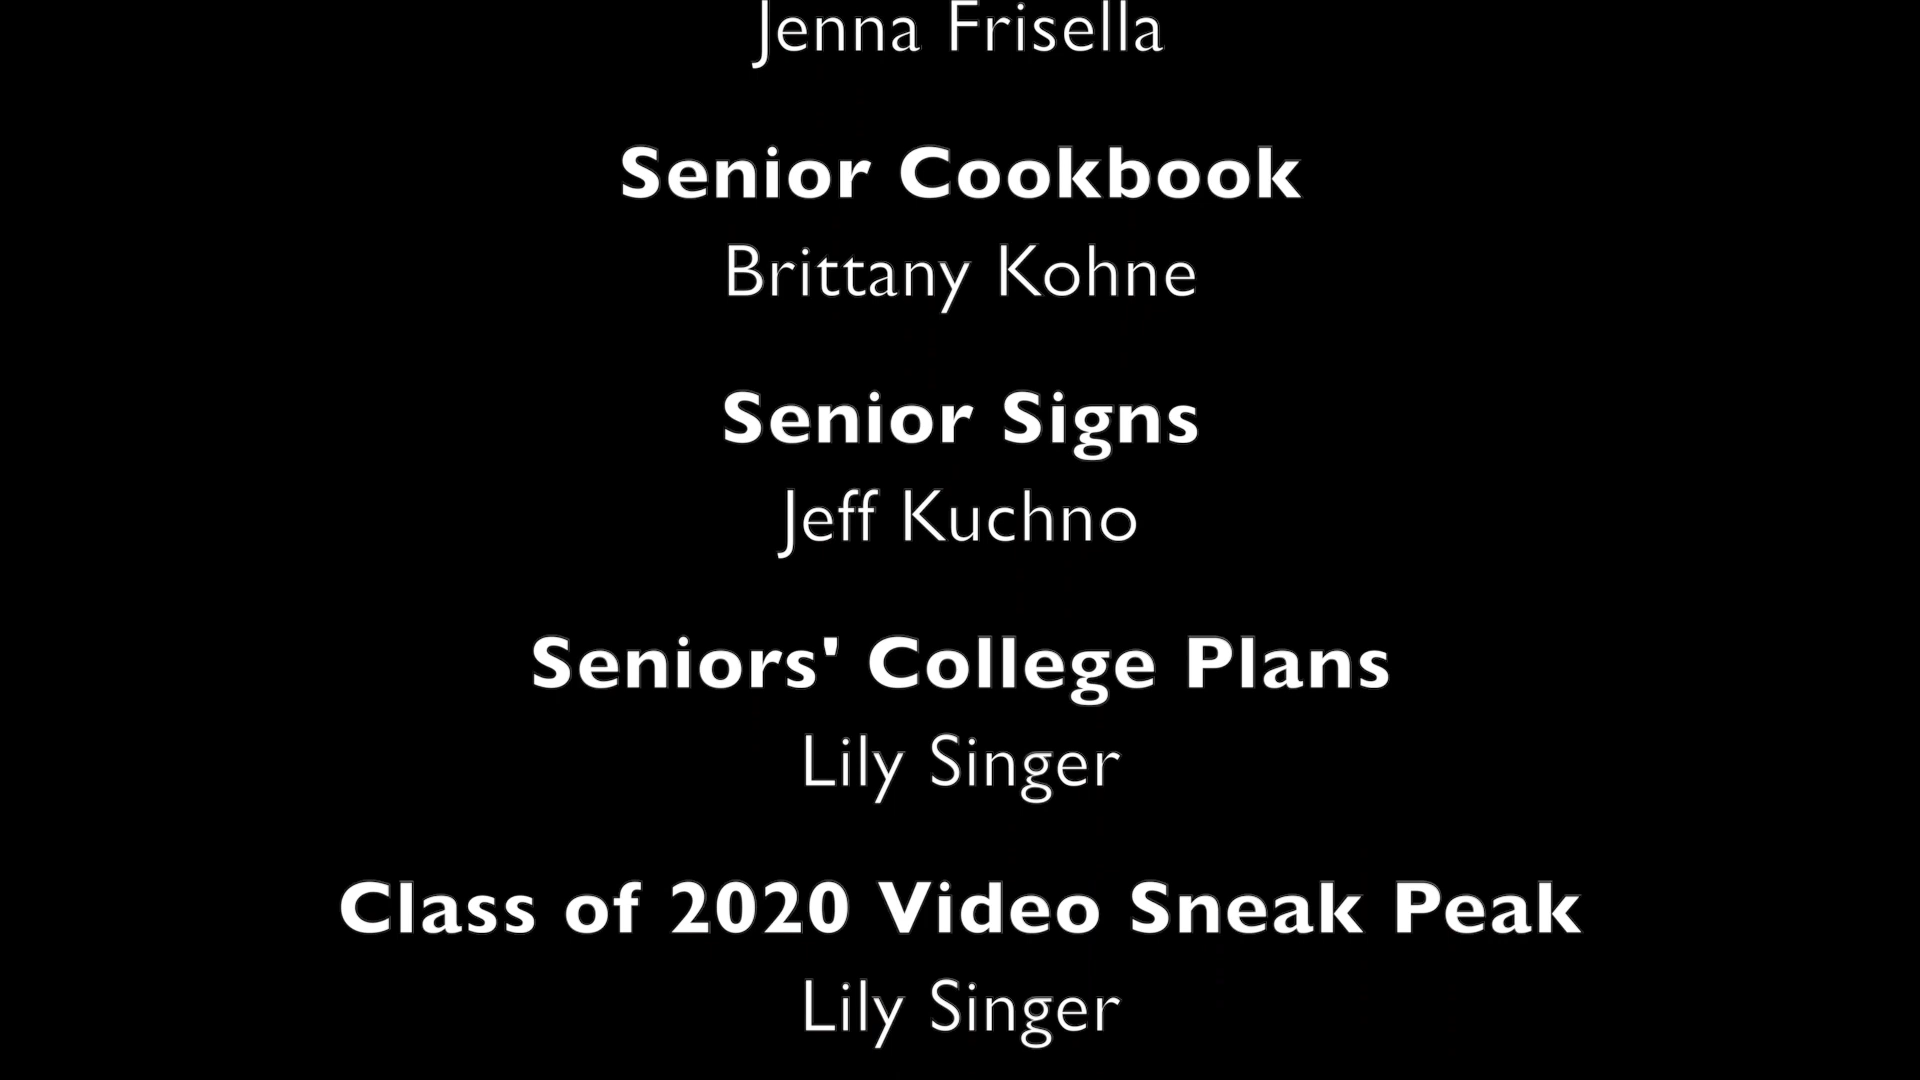 Jenna Frisella
Senior Cookbook
Brittany Kohne
Senior Signs
Jeff Kuchno
Seniors' College Plans
Lily Singer
Class of 2020 Video Sneak Peak
Lily Singer